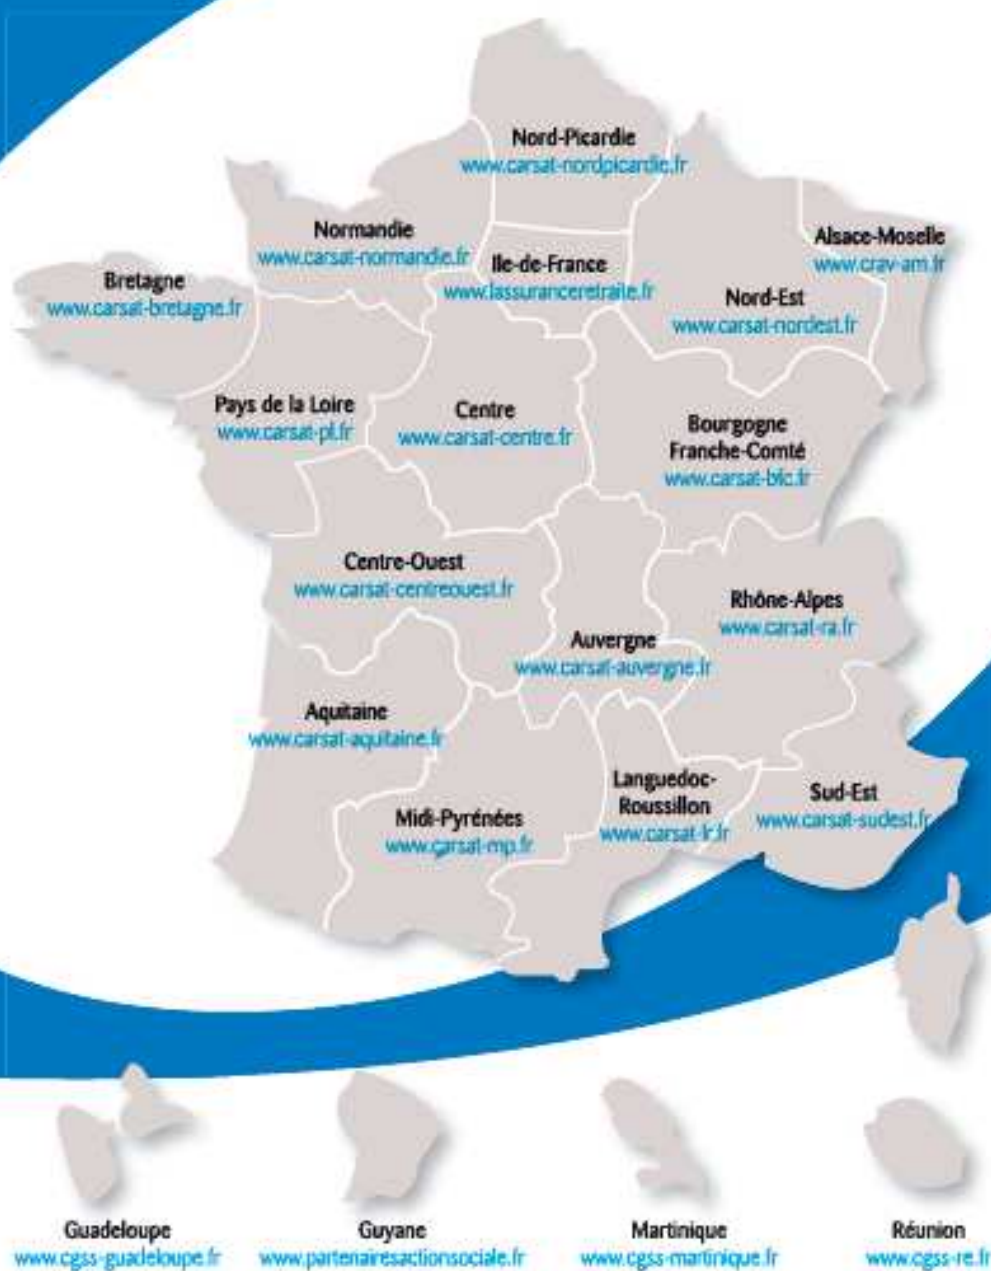 Nord-Picardie
www.carsat-nordpicardie.fr
Normandie
www.carsat-normandie.fr
Ile-de-France
www.lassuranceretraite.fr
Alsace-Moselle
www.crav-am.fr
Bretagne
www.carsat-bretagne.fr
Nord-Est
www.carsat-nordest.fr
Pays de la Loire
www.carsat-pl.fr
Centre
www.carsat-centre.fr
Bourgogne
Franche-Comté
www.carsat-bfc.fr
Centre-Ouest
www.carsat-centreouest.fr
Rhône-Alpes
www.carsat-ra.fr
Auvergne
www.carsat-auvergne.fr
Aquitaine
www.carsat-aquitaine.fr
Midi-Pyrénées
www.carsat-mp.fr
Languedoc-
Roussillon
www.carsat-lr.fr
Sud-Est
www.carsat-sudest.fr
Guadeloupe
www.cgss-guadeloupe.fr
Guyane
www.partenairesactionsociale.fr
Martinique
www.cgss-martinique.fr
Réunion
www.cgss-re.fr